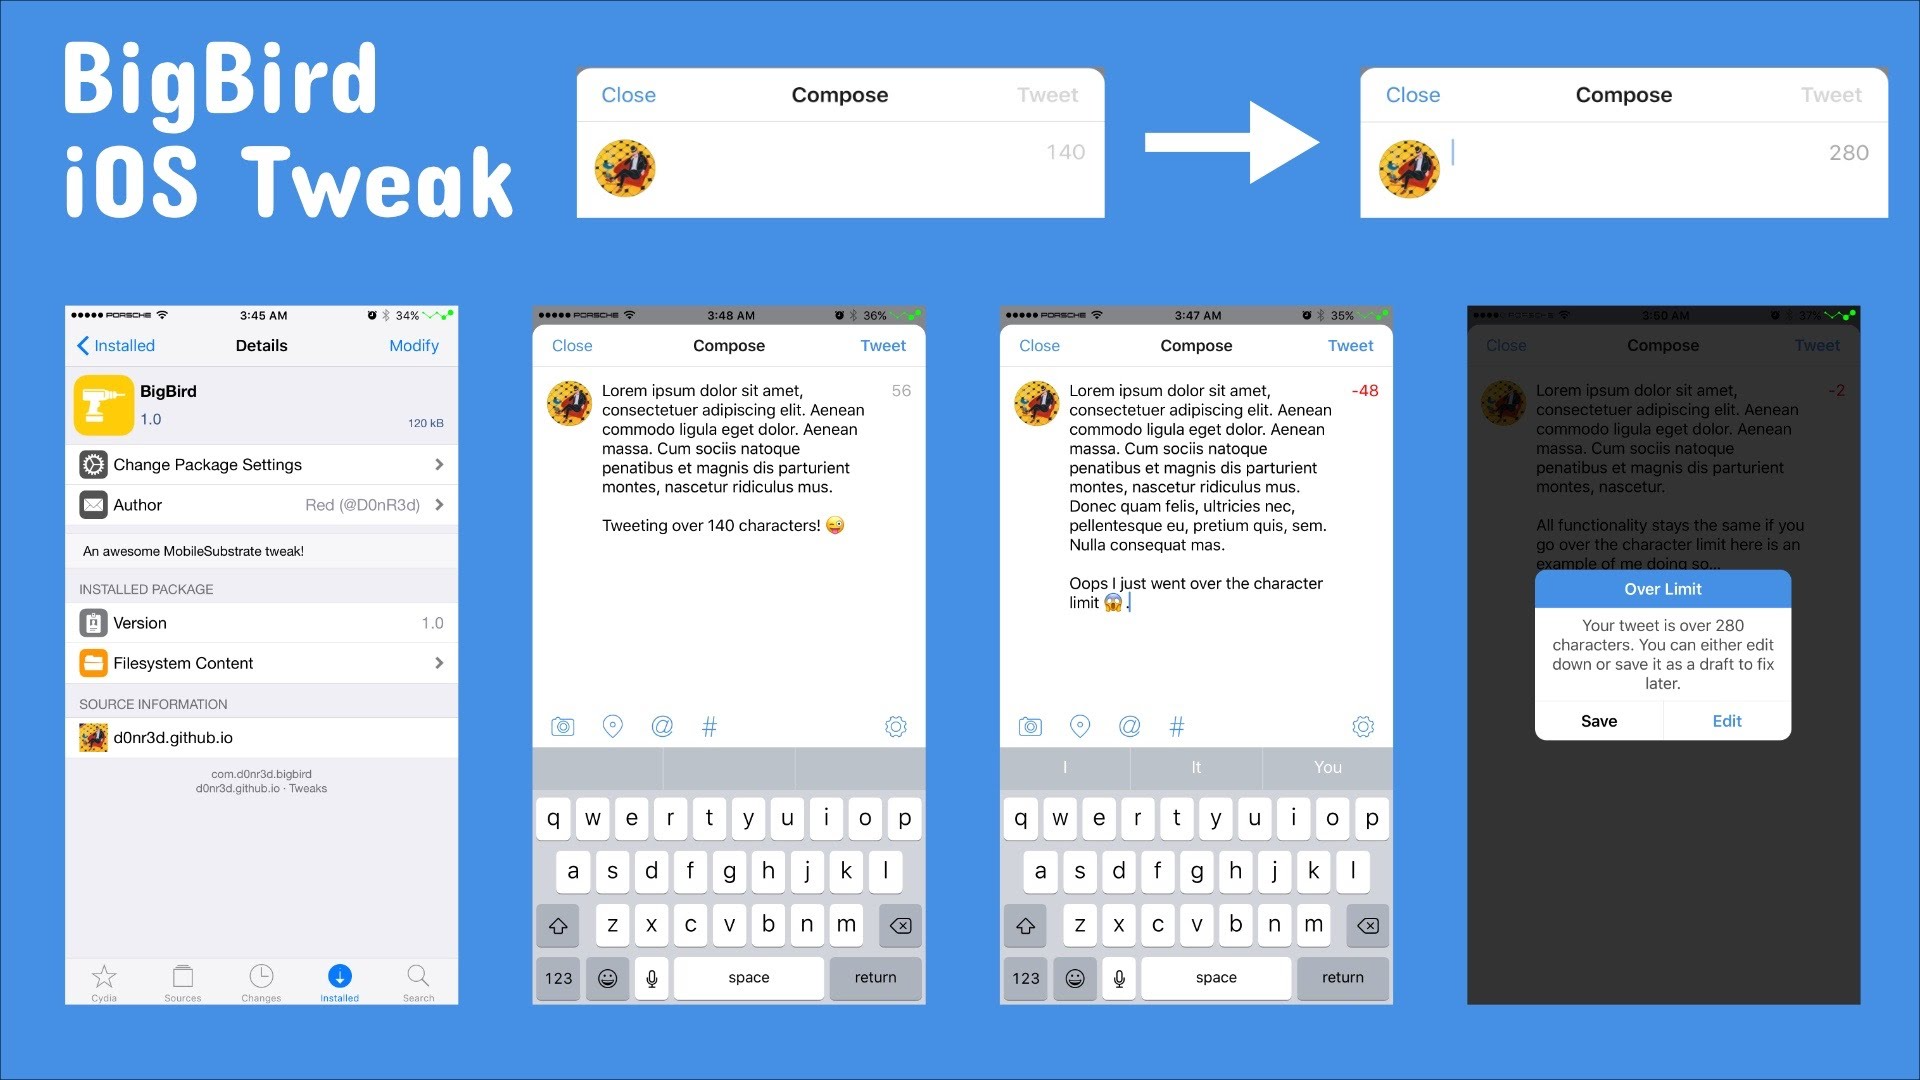 BigBird
iOS Tweak
Close Compose Tweet
140
Close Compose Tweet
280
PORSCHE 3:45 AM 34%
Installed Details Modify
BigBird
1.0
120 kB
Change Package Settings
Author Red (@D0nR3d)
An awesome MobileSubstrate tweak!
INSTALLED PACKAGE
Version 1.0
Filesystem Content
SOURCE INFORMATION
d0nr3d.github.io
com.d0nr3d.bigbird
d0nr3d.github.io · Tweaks
Cydia Sources Changes Installed Search
PORSCHE 3:48 AM 36%
Close Compose Tweet
Lorem ipsum dolor sit amet, 56
consectetuer adipiscing elit. Aenean
commodo ligula eget dolor. Aenean
massa. Cum sociis natoque
penatibus et magnis dis parturient
montes, nascetur ridiculus mus.
Tweeting over 140 characters! 😜
@ #
q w e r t y u i o p
a s d f g h j k l
z x c v b n m
123 space return
PORSCHE 3:47 AM 35%
Close Compose Tweet
Lorem ipsum dolor sit amet, -48
consectetuer adipiscing elit. Aenean
commodo ligula eget dolor. Aenean
massa. Cum sociis natoque
penatibus et magnis dis parturient
montes, nascetur ridiculus mus.
Donec quam felis, ultricies nec,
pellentesque eu, pretium quis, sem.
Nulla consequat mas.
Oops I just went over the character
limit 😱.
@ #
I It You
q w e r t y u i o p
a s d f g h j k l
z x c v b n m
123 space return
PORSCHE 3:50 AM 37%
Close Compose Tweet
Lorem ipsum dolor sit amet, -2
consectetuer adipiscing elit. Aenean
commodo ligula eget dolor. Aenean
massa. Cum sociis natoque
penatibus et magnis dis parturient
montes, nascetur.
All functionality stays the same if you
go over the character limit here is an
example of me doing so...
Over Limit
Your tweet is over 280
characters. You can either edit
down or save it as a draft to fix
later.
Save Edit